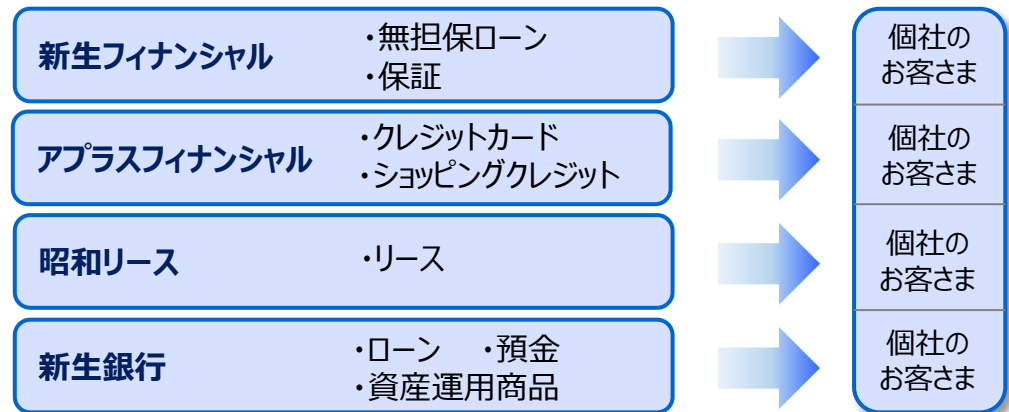 新生フィナンシャル
・無担保ローン
・保証
個社の
お客さま
アプラスフィナンシャル
・クレジットカード
・ショッピングクレジット
個社の
お客さま
昭和リース
・リース
個社の
お客さま
新生銀行
・ローン ・預金
・資産運用商品
個社の
お客さま